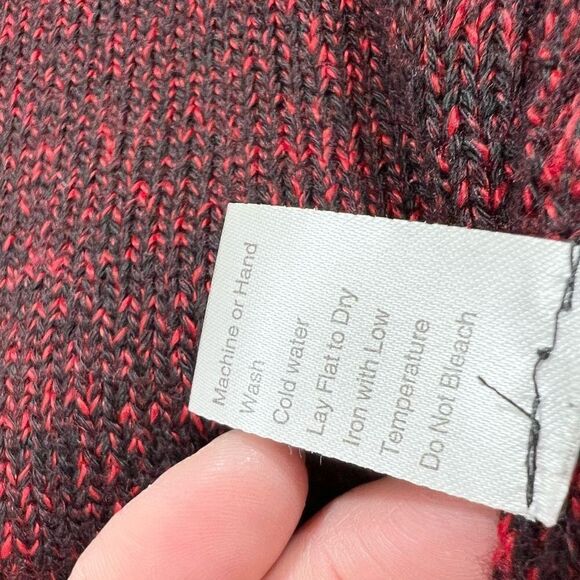 Machine or Hand
Wash
Cold water
Lay Flat to Dry
Iron with Low
Temperature
Do Not Bleach